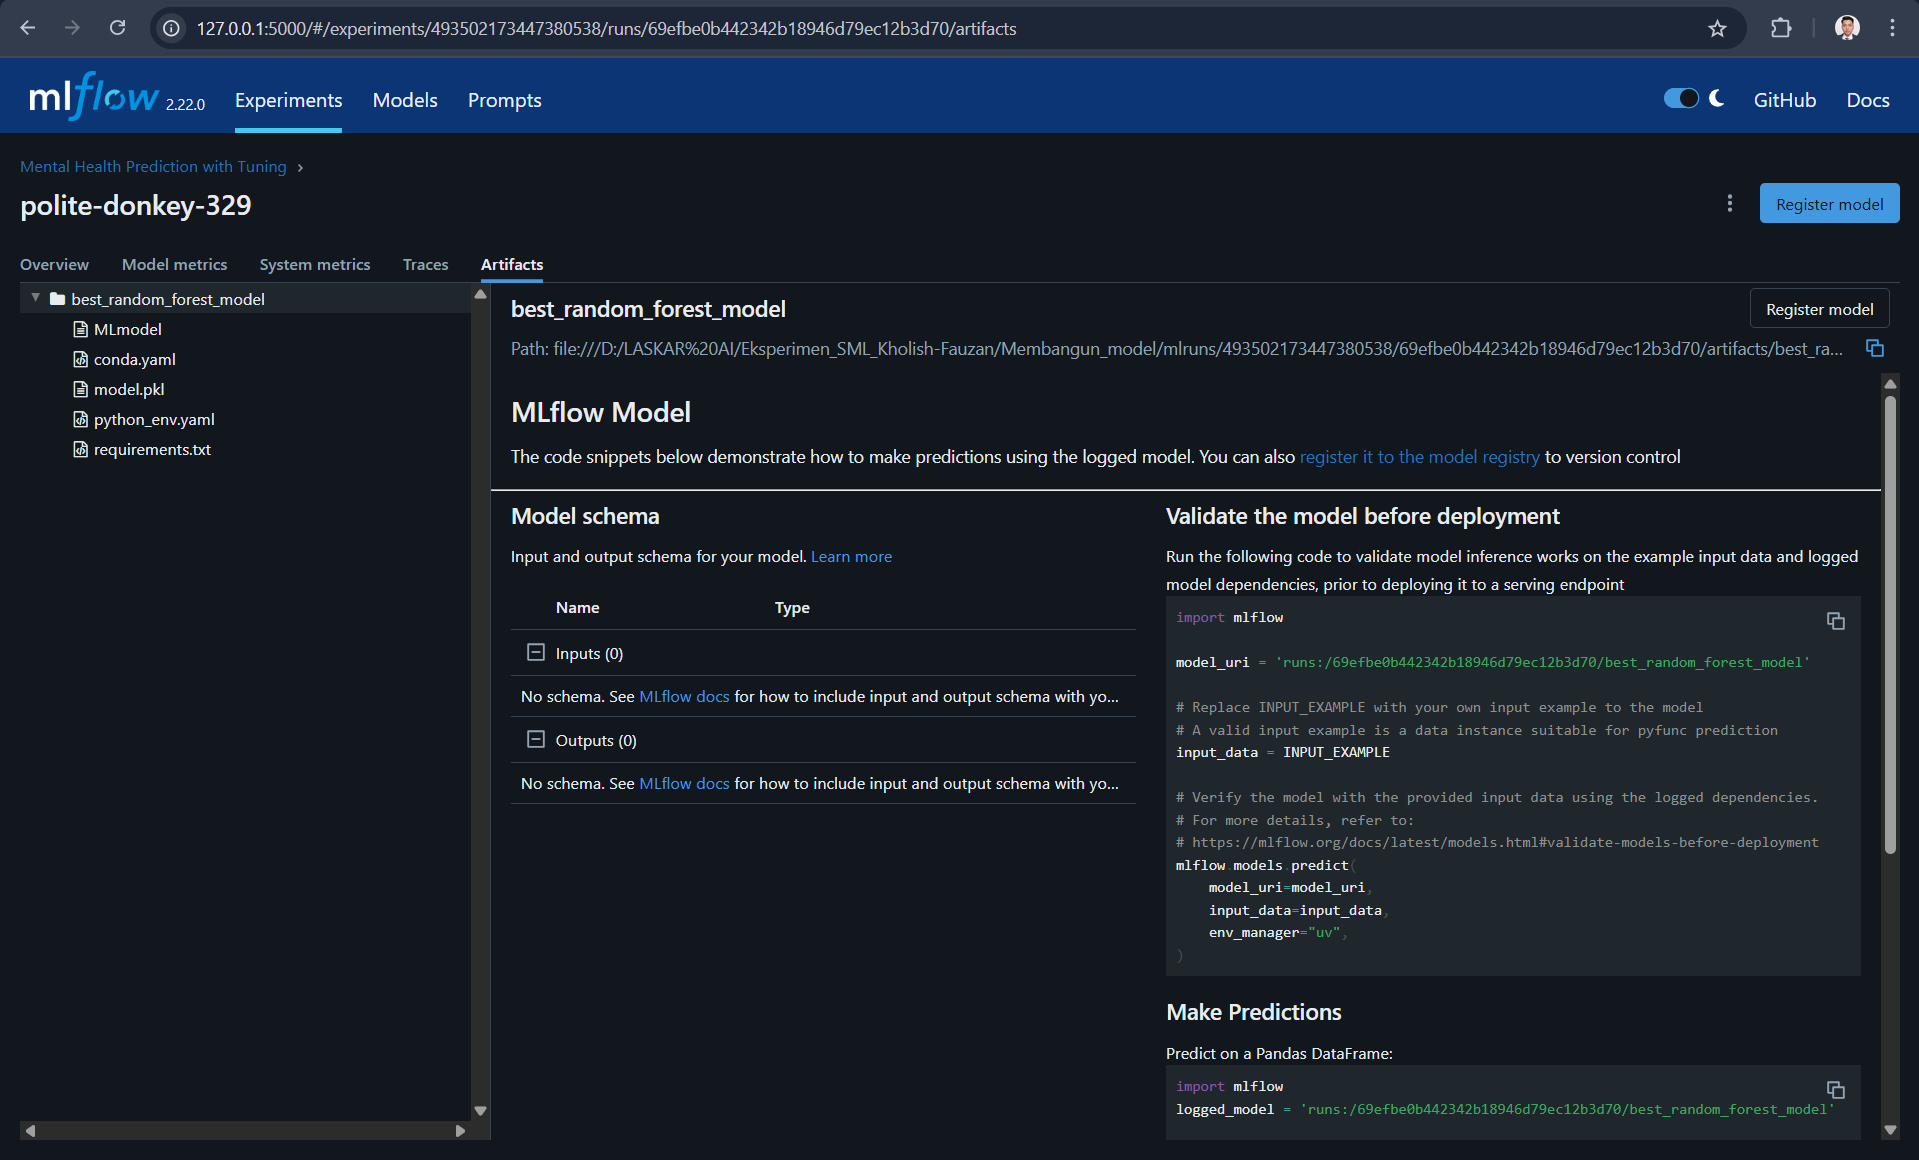 127.0.0.1:5000/#/experiments/493502173447380538/runs/69efbe0b442342b18946d79ec12b3d70/artifacts
mlflow 2.22.0 Experiments Models Prompts GitHub Docs
Mental Health Prediction with Tuning ›
polite-donkey-329
Register model
Overview Model metrics System metrics Traces Artifacts
best_random_forest_model
MLmodel
conda.yaml
model.pkl
python_env.yaml
requirements.txt
best_random_forest_model
Register model
Path: file:///D:/LASKAR%20AI/Eksperimen_SML_Kholish-Fauzan/Membangun_model/mlruns/493502173447380538/69efbe0b442342b18946d79ec12b3d70/artifacts/best_ra...
MLflow Model
The code snippets below demonstrate how to make predictions using the logged model. You can also register it to the model registry to version control
Model schema
Input and output schema for your model. Learn more
Name Type
Inputs (0)
No schema. See MLflow docs for how to include input and output schema with yo...
Outputs (0)
No schema. See MLflow docs for how to include input and output schema with yo...
Validate the model before deployment
Run the following code to validate model inference works on the example input data and logged
model dependencies, prior to deploying it to a serving endpoint
import mlflow
model_uri = 'runs:/69efbe0b442342b18946d79ec12b3d70/best_random_forest_model'
# Replace INPUT_EXAMPLE with your own input example to the model
# A valid input example is a data instance suitable for pyfunc prediction
input_data = INPUT_EXAMPLE
# Verify the model with the provided input data using the logged dependencies.
# For more details, refer to:
# https://mlflow.org/docs/latest/models.html#validate-models-before-deployment
mlflow.models.predict(
model_uri=model_uri,
input_data=input_data,
env_manager="uv",
)
Make Predictions
Predict on a Pandas DataFrame:
import mlflow
logged_model = 'runs:/69efbe0b442342b18946d79ec12b3d70/best_random_forest_model'